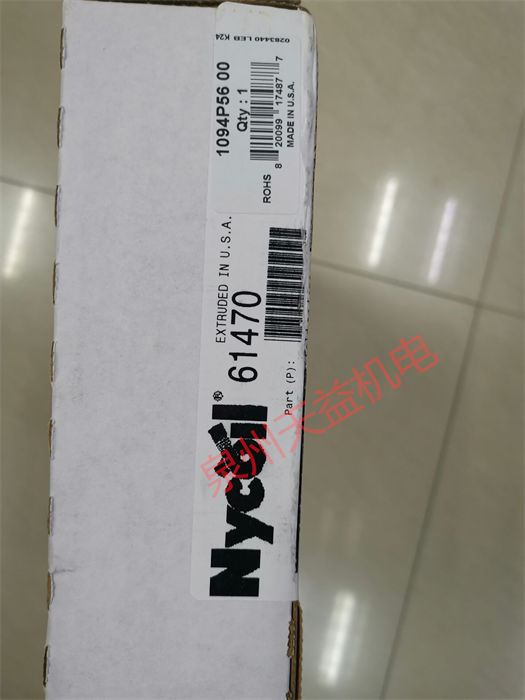 0283440 LEB K24
1094P56 00
Qty : 1
8 20099 17487 7
ROHS
MADE IN U.S.A.
EXTRUDED IN U.S.A.
61470
Part (P):
Nycoil®
泉州天益机电